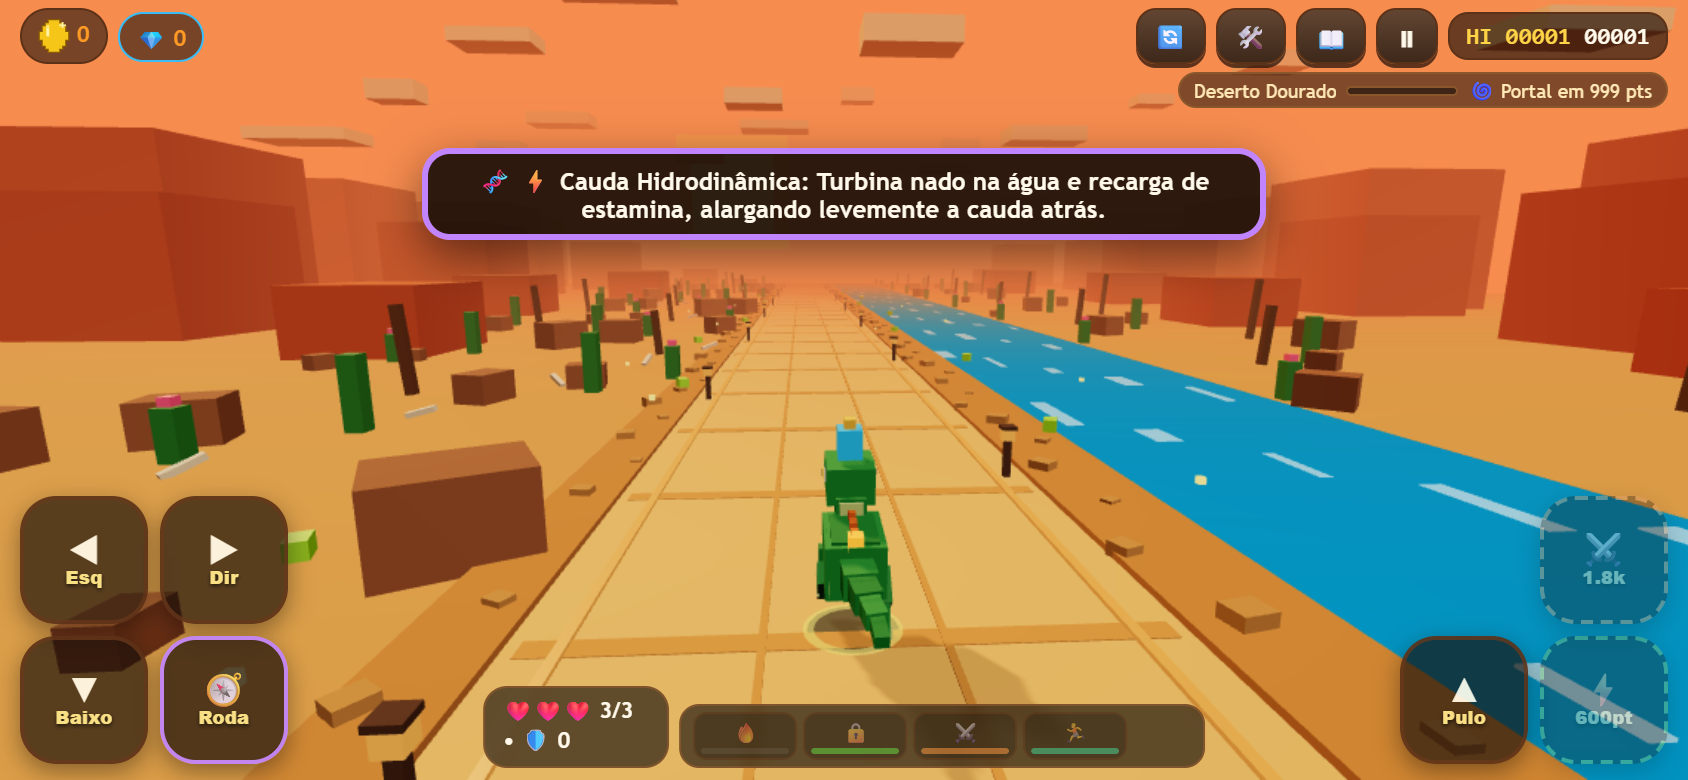 0
0
HI 00001 00001
Deserto Dourado
Portal em 999 pts
Cauda Hidrodinâmica: Turbina nado na água e recarga de
estamina, alargando levemente a cauda atrás.
Esq
Dir
1.8k
Baixo
Roda
3/3
0
Pulo
600pt